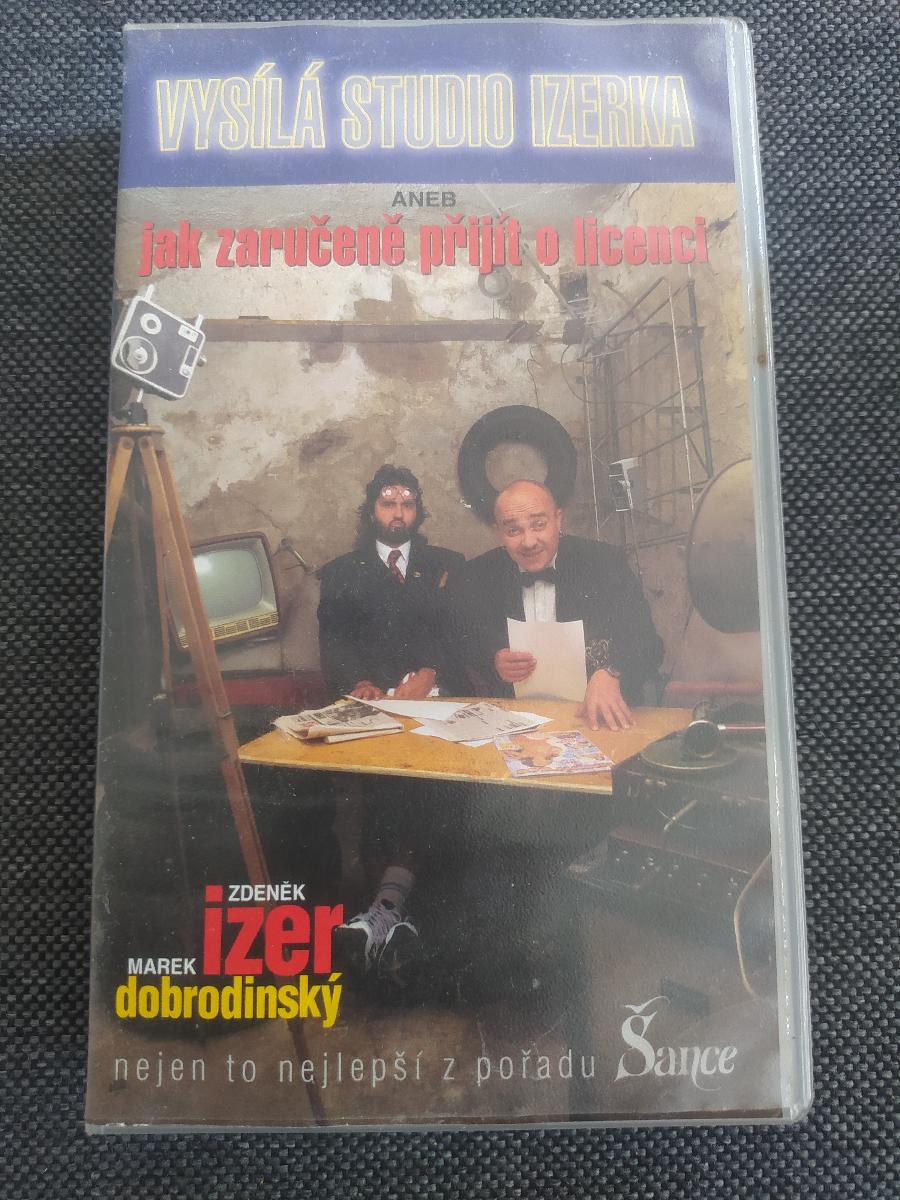 VYSÍLÁ STUDIO IZERKA
ANEB
jak zaručeně přijít o licenci
ZDENĚK
izer
MAREK
dobrodinský
nejen to nejlepší z pořadu Šance